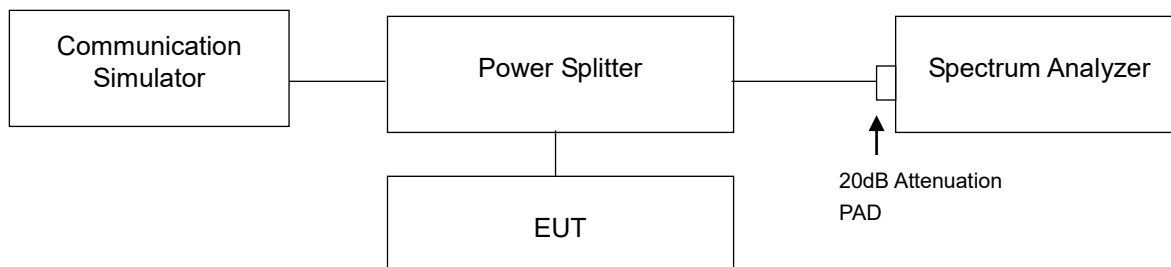 Communication
Simulator
Power Splitter
Spectrum Analyzer
20dB Attenuation
PAD
EUT